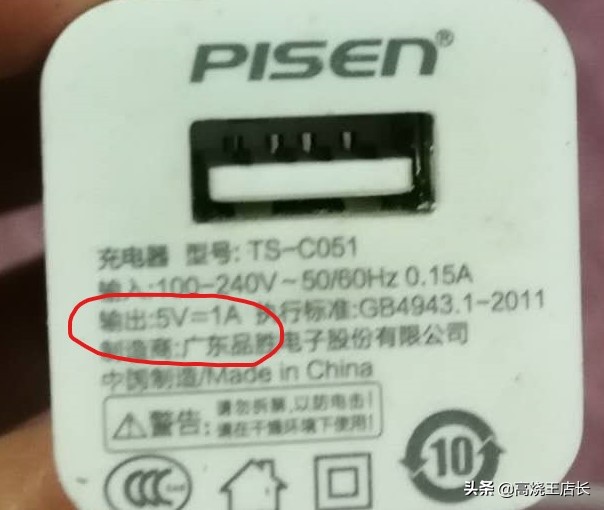 PISEN®
充电器 型号: TS-C051
输入:100-240V~50/60Hz 0.15A
输出:5V⎓1A 执行标准:GB4943.1-2011
制造商:广东品胜电子股份有限公司
中国制造/Made in China
警告: 请勿拆解,以防电击!
请在干燥环境下使用!
CCC
10
头条 @高烧王店长